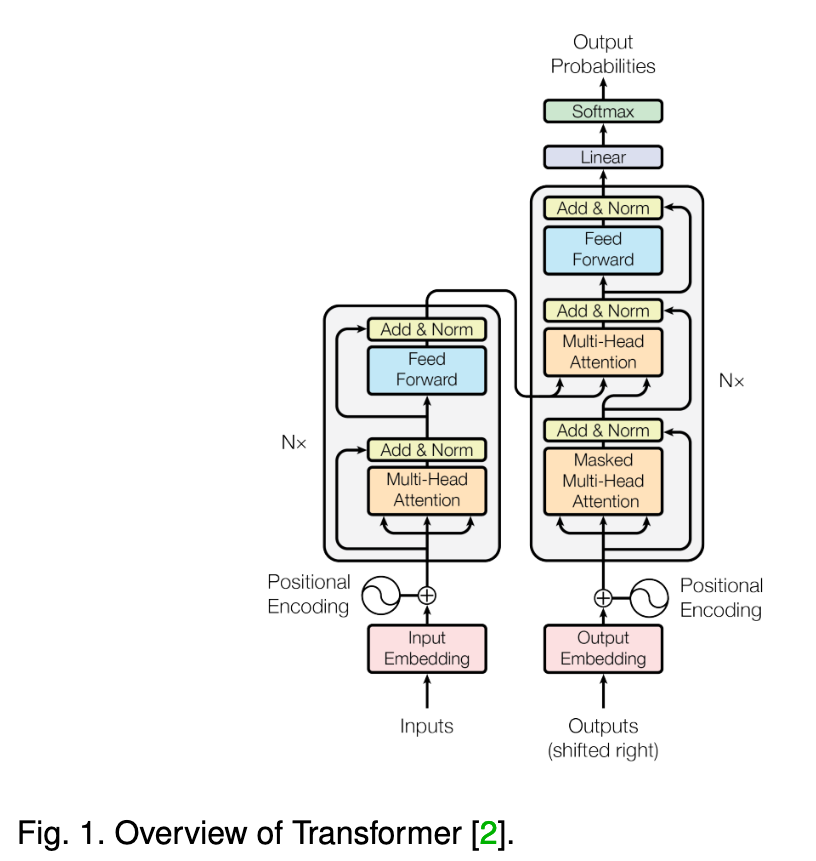 Output
Probabilities
Softmax
Linear
Add & Norm
Feed
Forward
Add & Norm
Multi-Head
Attention
Add & Norm
Masked
Multi-Head
Attention
Nx
Add & Norm
Feed
Forward
Add & Norm
Multi-Head
Attention
Nx
Positional
Encoding
Positional
Encoding
Input
Embedding
Output
Embedding
Inputs
Outputs
(shifted right)
Fig. 1. Overview of Transformer [2].